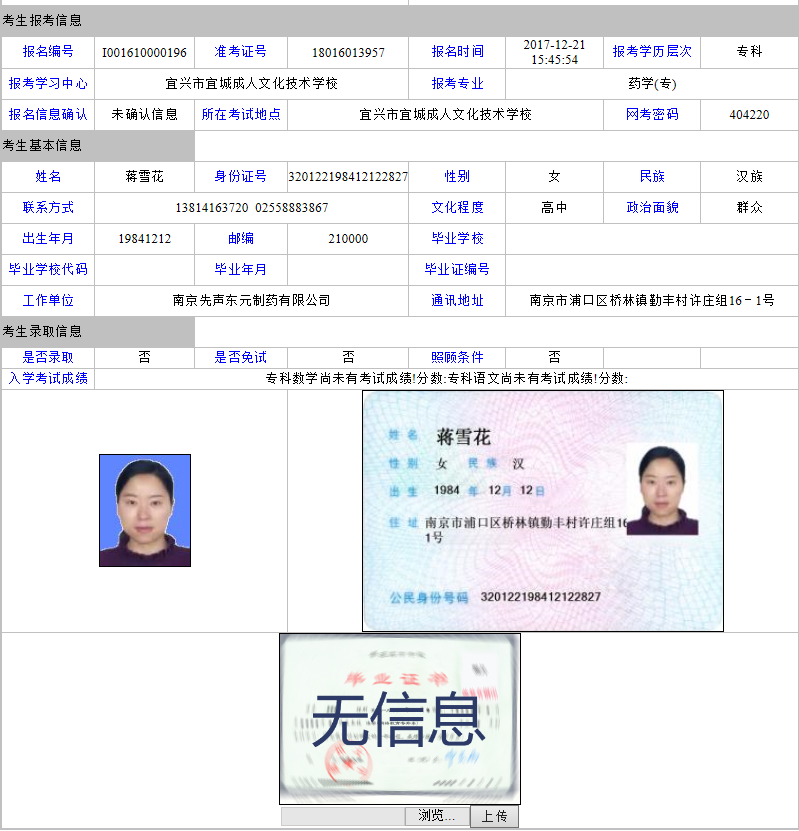 考生报考信息
报名编号 I001610000196 准考证号 18016013957 报名时间 2017-12-21 15:45:54 报考学历层次 专科
报考学习中心 宜兴市宜城成人文化技术学校 报考专业 药学(专)
报名信息确认 未确认信息 所在考试地点 宜兴市宜城成人文化技术学校 网考密码 404220
考生基本信息
姓名 蒋雪花 身份证号 320122198412122827 性别 女 民族 汉族
联系方式 13814163720 02558883867 文化程度 高中 政治面貌 群众
出生年月 19841212 邮编 210000 毕业学校
毕业学校代码 毕业年月 毕业证编号
工作单位 南京先声东元制药有限公司 通讯地址 南京市浦口区桥林镇勤丰村许庄组16－1号
考生录取信息
是否录取 否 是否免试 否 照顾条件 否
入学考试成绩 专科数学尚未有考试成绩!分数:专科语文尚未有考试成绩!分数:
姓名 蒋雪花
性别 女 民族 汉
出生 1984 年 12月 12日
住址 南京市浦口区桥林镇勤丰村许庄组16
1号
公民身份号码 320122198412122827
毕业证书
无信息
浏览... 上传